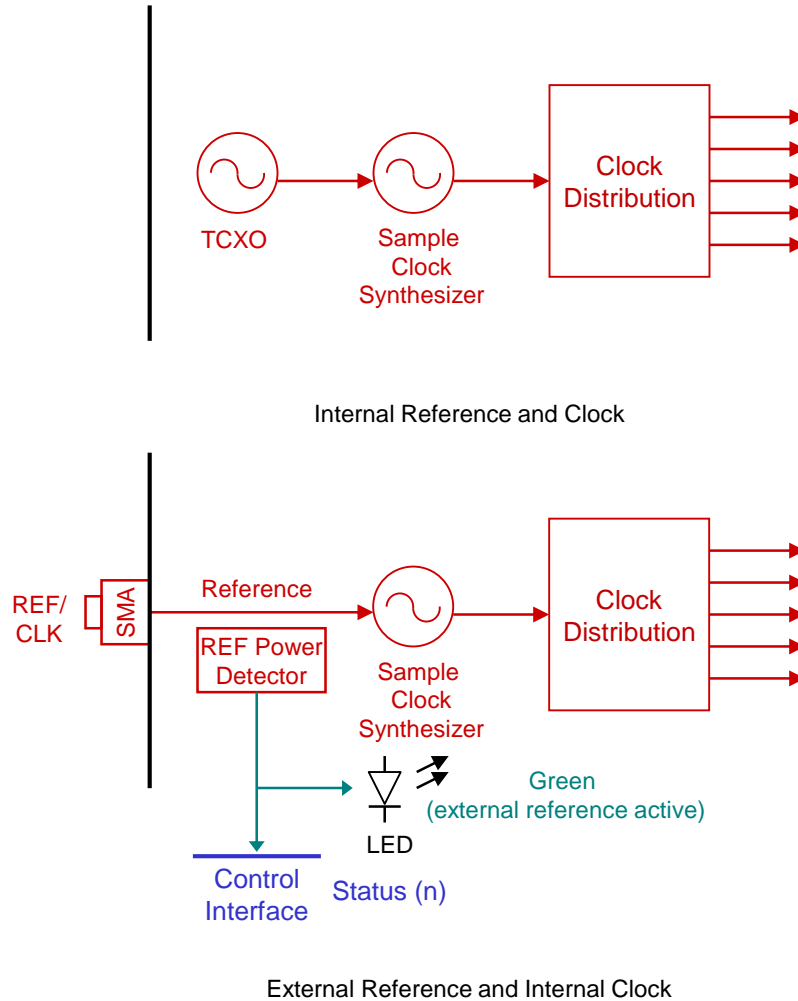 TCXO
Sample
Clock
Synthesizer
Clock
Distribution
Internal Reference and Clock
REF/
CLK
SMA
Reference
REF Power
Detector
Sample
Clock
Synthesizer
Clock
Distribution
LED
Green
(external reference active)
Control
Interface
Status (n)
External Reference and Internal Clock